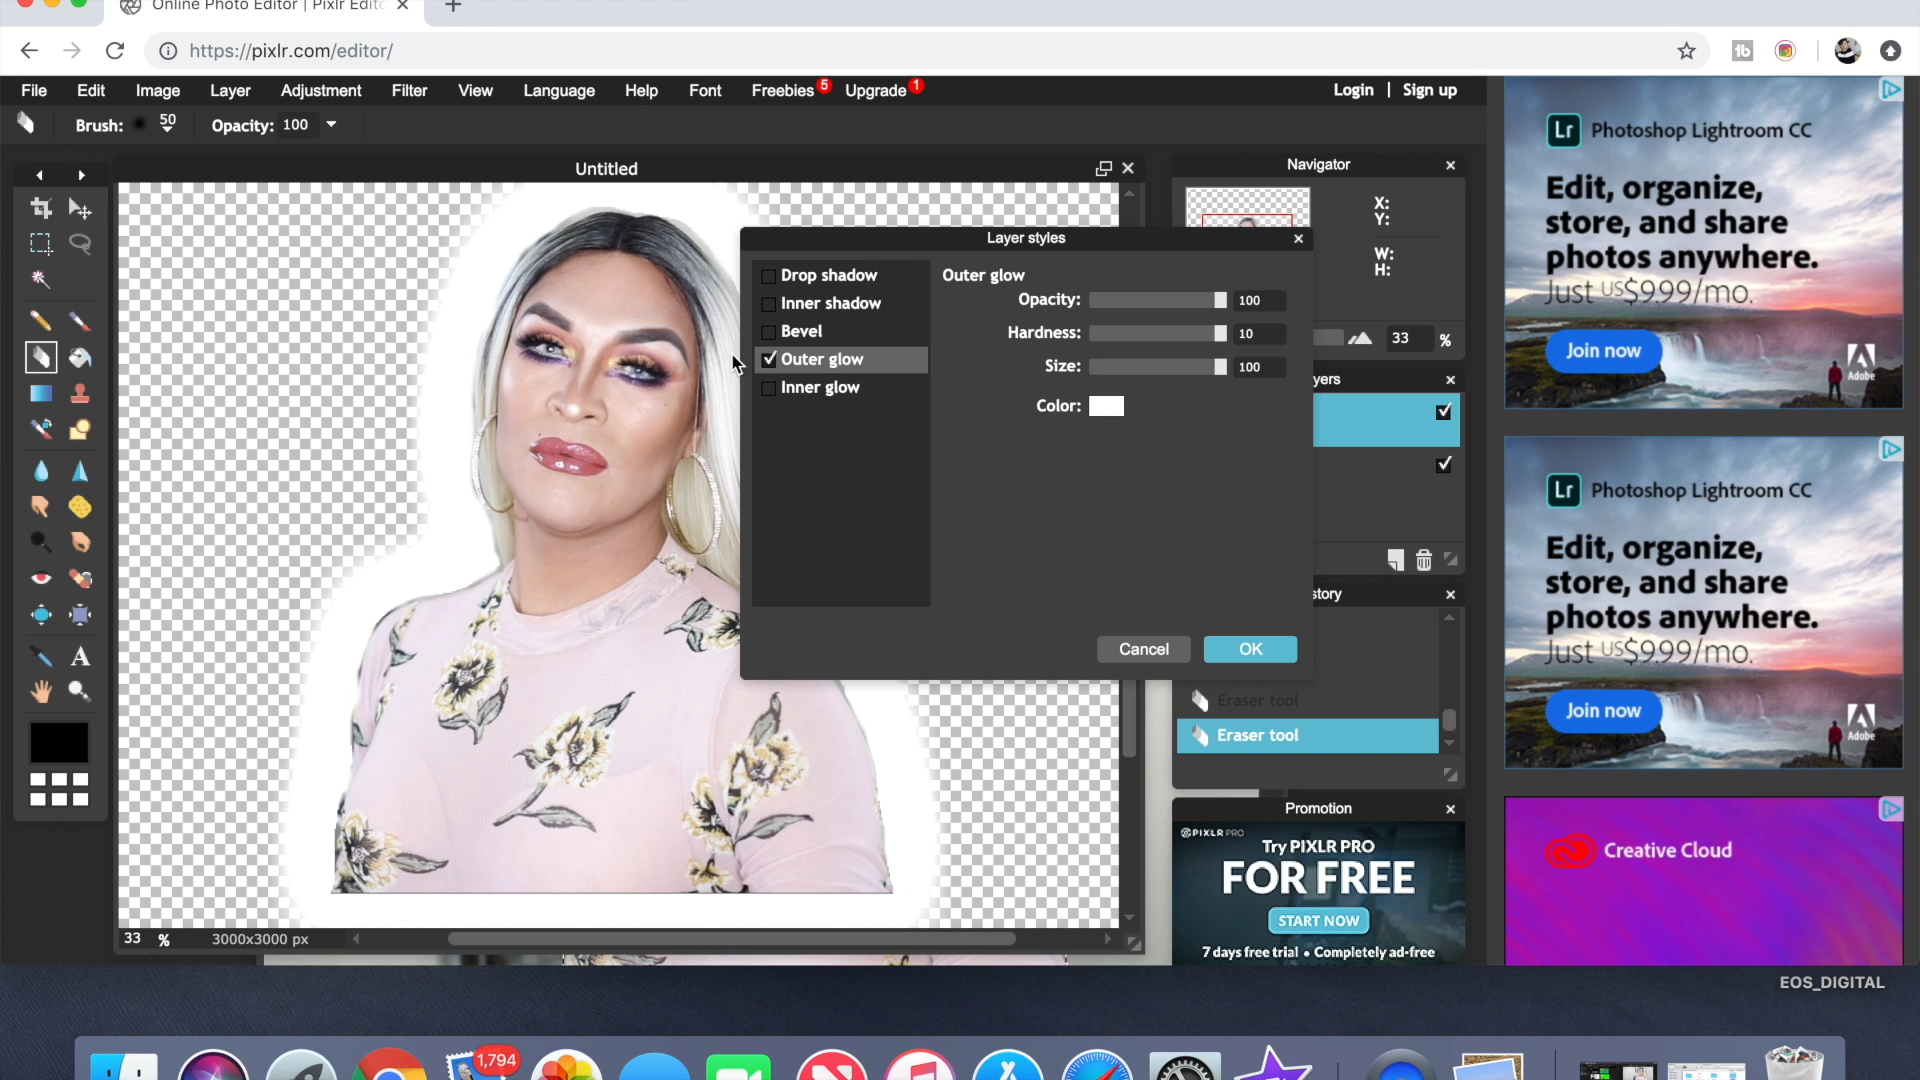 Online Photo Editor | Pixlr Edito
https://pixlr.com/editor/
File Edit Image Layer Adjustment Filter View Language Help Font Freebies 5 Upgrade 1 Login | Sign up
Brush: 50 Opacity: 100
Untitled
Navigator
X:
Y:
W:
H:
33 %
Layer styles
Drop shadow
Inner shadow
Bevel
Outer glow
Inner glow
Outer glow
Opacity: 100
Hardness: 10
Size: 100
Color:
Cancel OK
yers
story
Eraser tool
Eraser tool
33 % 3000x3000 px
Promotion
PIXLR PRO
Try PIXLR PRO
FOR FREE
START NOW
7 days free trial • Completely ad-free
Lr Photoshop Lightroom CC
Edit, organize,
store, and share
photos anywhere.
Just US$9.99/mo.
Join now
Adobe
Lr Photoshop Lightroom CC
Edit, organize,
store, and share
photos anywhere.
Just US$9.99/mo.
Join now
Adobe
Creative Cloud
EOS_DIGITAL
1,794